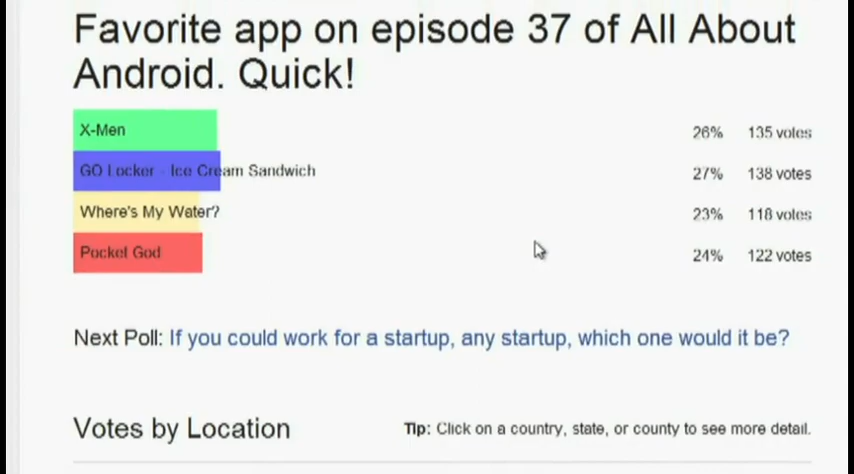 Favorite app on episode 37 of All About
Android. Quick!
X-Men 26% 135 votes
GO Locker - Ice Cream Sandwich 27% 138 votes
Where's My Water? 23% 118 votes
Pocket God 24% 122 votes
Next Poll: If you could work for a startup, any startup, which one would it be?
Votes by Location Tip: Click on a country, state, or county to see more detail.